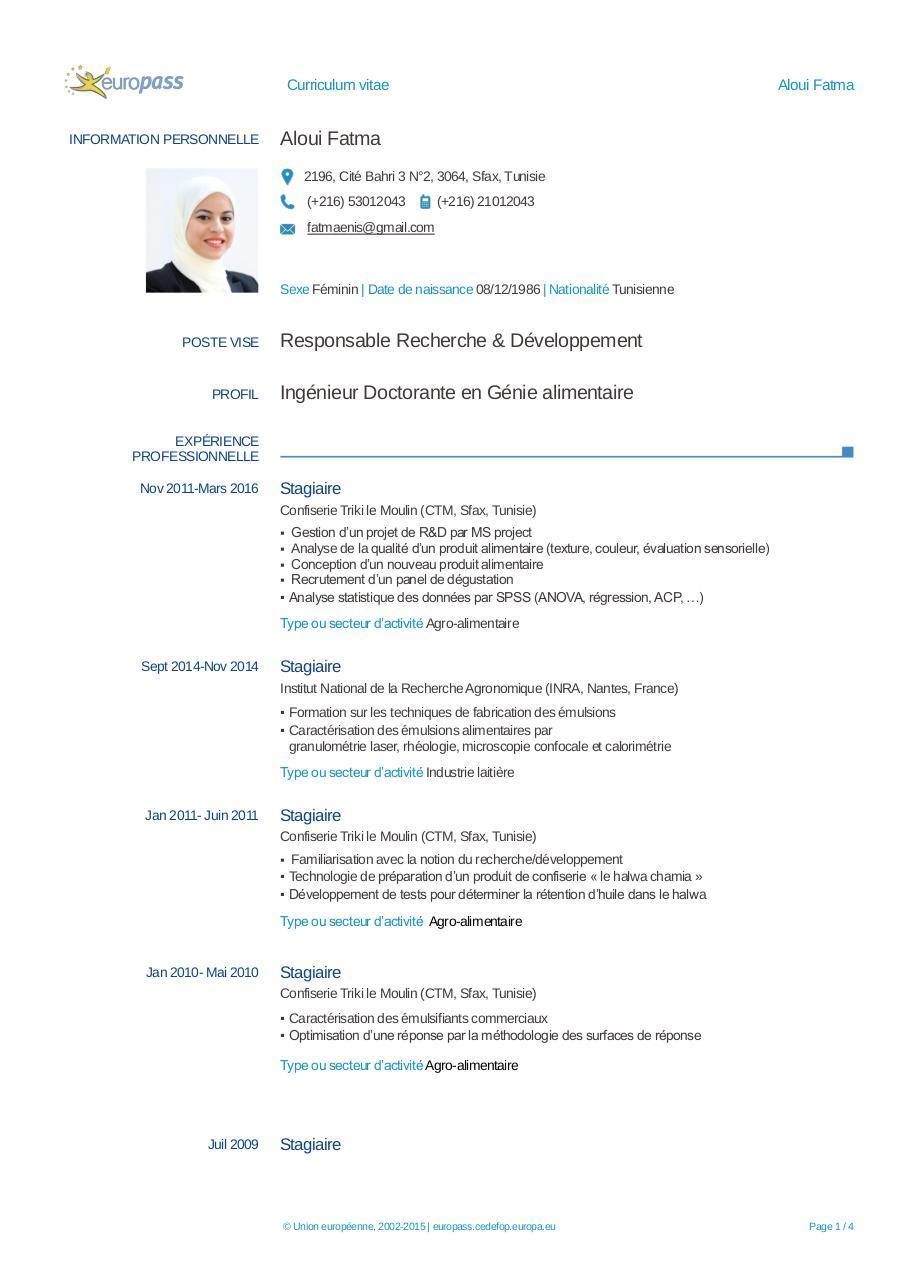 europass
Curriculum vitae
Aloui Fatma
INFORMATION PERSONNELLE
Aloui Fatma
2196, Cité Bahri 3 N°2, 3064, Sfax, Tunisie
(+216) 53012043 (+216) 21012043
fatmaenis@gmail.com
Sexe Féminin | Date de naissance 08/12/1986 | Nationalité Tunisienne
POSTE VISE
Responsable Recherche & Développement
PROFIL
Ingénieur Doctorante en Génie alimentaire
EXPÉRIENCE
PROFESSIONNELLE
Nov 2011-Mars 2016
Stagiaire
Confiserie Triki le Moulin (CTM, Sfax, Tunisie)
▪ Gestion d’un projet de R&D par MS project
▪ Analyse de la qualité d’un produit alimentaire (texture, couleur, évaluation sensorielle)
▪ Conception d’un nouveau produit alimentaire
▪ Recrutement d’un panel de dégustation
▪ Analyse statistique des données par SPSS (ANOVA, régression, ACP, …)
Type ou secteur d’activité Agro-alimentaire
Sept 2014-Nov 2014
Stagiaire
Institut National de la Recherche Agronomique (INRA, Nantes, France)
▪ Formation sur les techniques de fabrication des émulsions
▪ Caractérisation des émulsions alimentaires par
granulométrie laser, rhéologie, microscopie confocale et calorimétrie
Type ou secteur d’activité Industrie laitière
Jan 2011- Juin 2011
Stagiaire
Confiserie Triki le Moulin (CTM, Sfax, Tunisie)
▪ Familiarisation avec la notion du recherche/développement
▪ Technologie de préparation d’un produit de confiserie « le halwa chamia »
▪ Développement de tests pour déterminer la rétention d’huile dans le halwa
Type ou secteur d’activité Agro-alimentaire
Jan 2010- Mai 2010
Stagiaire
Confiserie Triki le Moulin (CTM, Sfax, Tunisie)
▪ Caractérisation des émulsifiants commerciaux
▪ Optimisation d’une réponse par la méthodologie des surfaces de réponse
Type ou secteur d’activité Agro-alimentaire
Juil 2009
Stagiaire
© Union européenne, 2002-2015 | europass.cedefop.europa.eu
Page 1 / 4